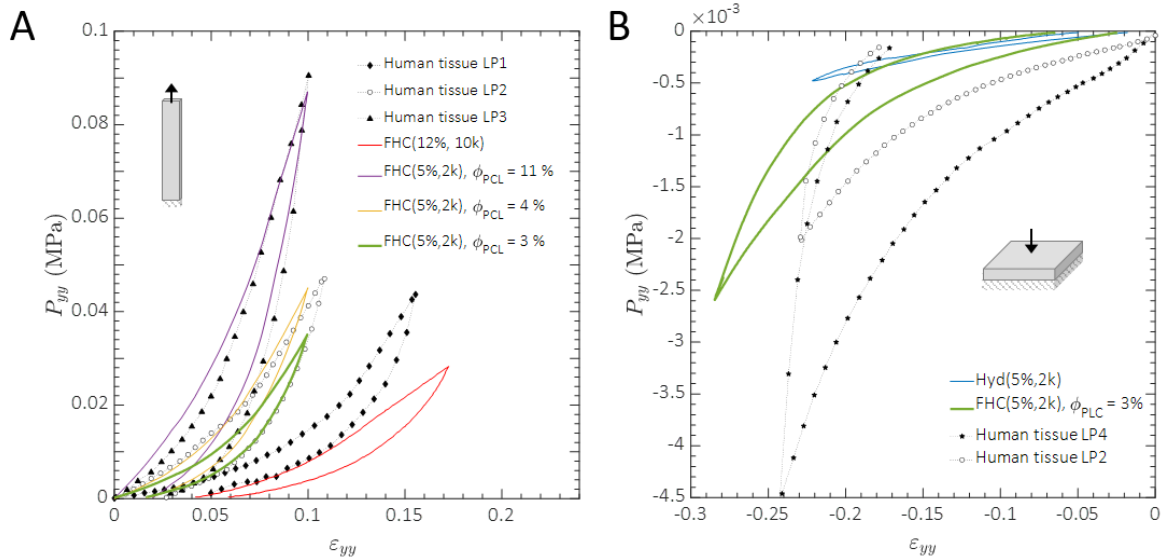 A
0.1
0.08
0.06
0.04
0.02
0
P_yy (MPa)
0
0.05
0.1
0.15
0.2
ε_yy
Human tissue LP1
Human tissue LP2
Human tissue LP3
FHC(12%, 10k)
FHC(5%,2k), ϕ_PCL = 11 %
FHC(5%,2k), ϕ_PCL = 4 %
FHC(5%,2k), ϕ_PCL = 3 %
B
×10⁻³
0
-0.5
-1
-1.5
-2
-2.5
-3
-3.5
-4
-4.5
P_yy (MPa)
-0.3
-0.25
-0.2
-0.15
-0.1
-0.05
0
ε_yy
Hyd(5%,2k)
FHC(5%,2k), ϕ_PLC = 3%
Human tissue LP4
Human tissue LP2